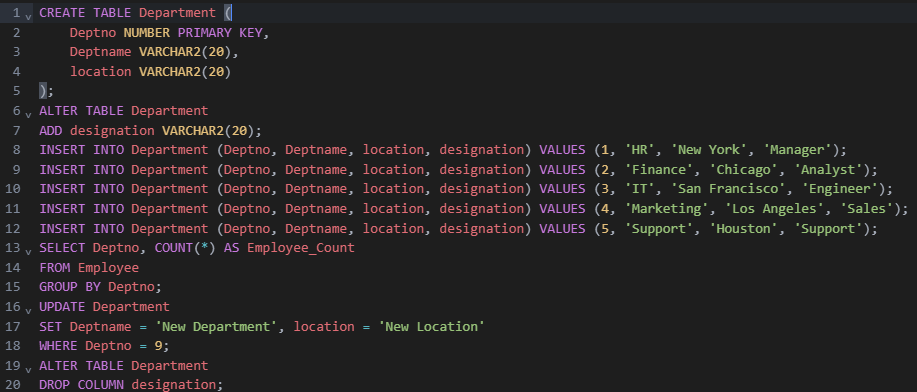 1 CREATE TABLE Department (
2 Deptno NUMBER PRIMARY KEY,
3 Deptname VARCHAR2(20),
4 location VARCHAR2(20)
5 );
6 ALTER TABLE Department
7 ADD designation VARCHAR2(20);
8 INSERT INTO Department (Deptno, Deptname, location, designation) VALUES (1, 'HR', 'New York', 'Manager');
9 INSERT INTO Department (Deptno, Deptname, location, designation) VALUES (2, 'Finance', 'Chicago', 'Analyst');
10 INSERT INTO Department (Deptno, Deptname, location, designation) VALUES (3, 'IT', 'San Francisco', 'Engineer');
11 INSERT INTO Department (Deptno, Deptname, location, designation) VALUES (4, 'Marketing', 'Los Angeles', 'Sales');
12 INSERT INTO Department (Deptno, Deptname, location, designation) VALUES (5, 'Support', 'Houston', 'Support');
13 SELECT Deptno, COUNT(*) AS Employee_Count
14 FROM Employee
15 GROUP BY Deptno;
16 UPDATE Department
17 SET Deptname = 'New Department', location = 'New Location'
18 WHERE Deptno = 9;
19 ALTER TABLE Department
20 DROP COLUMN designation;